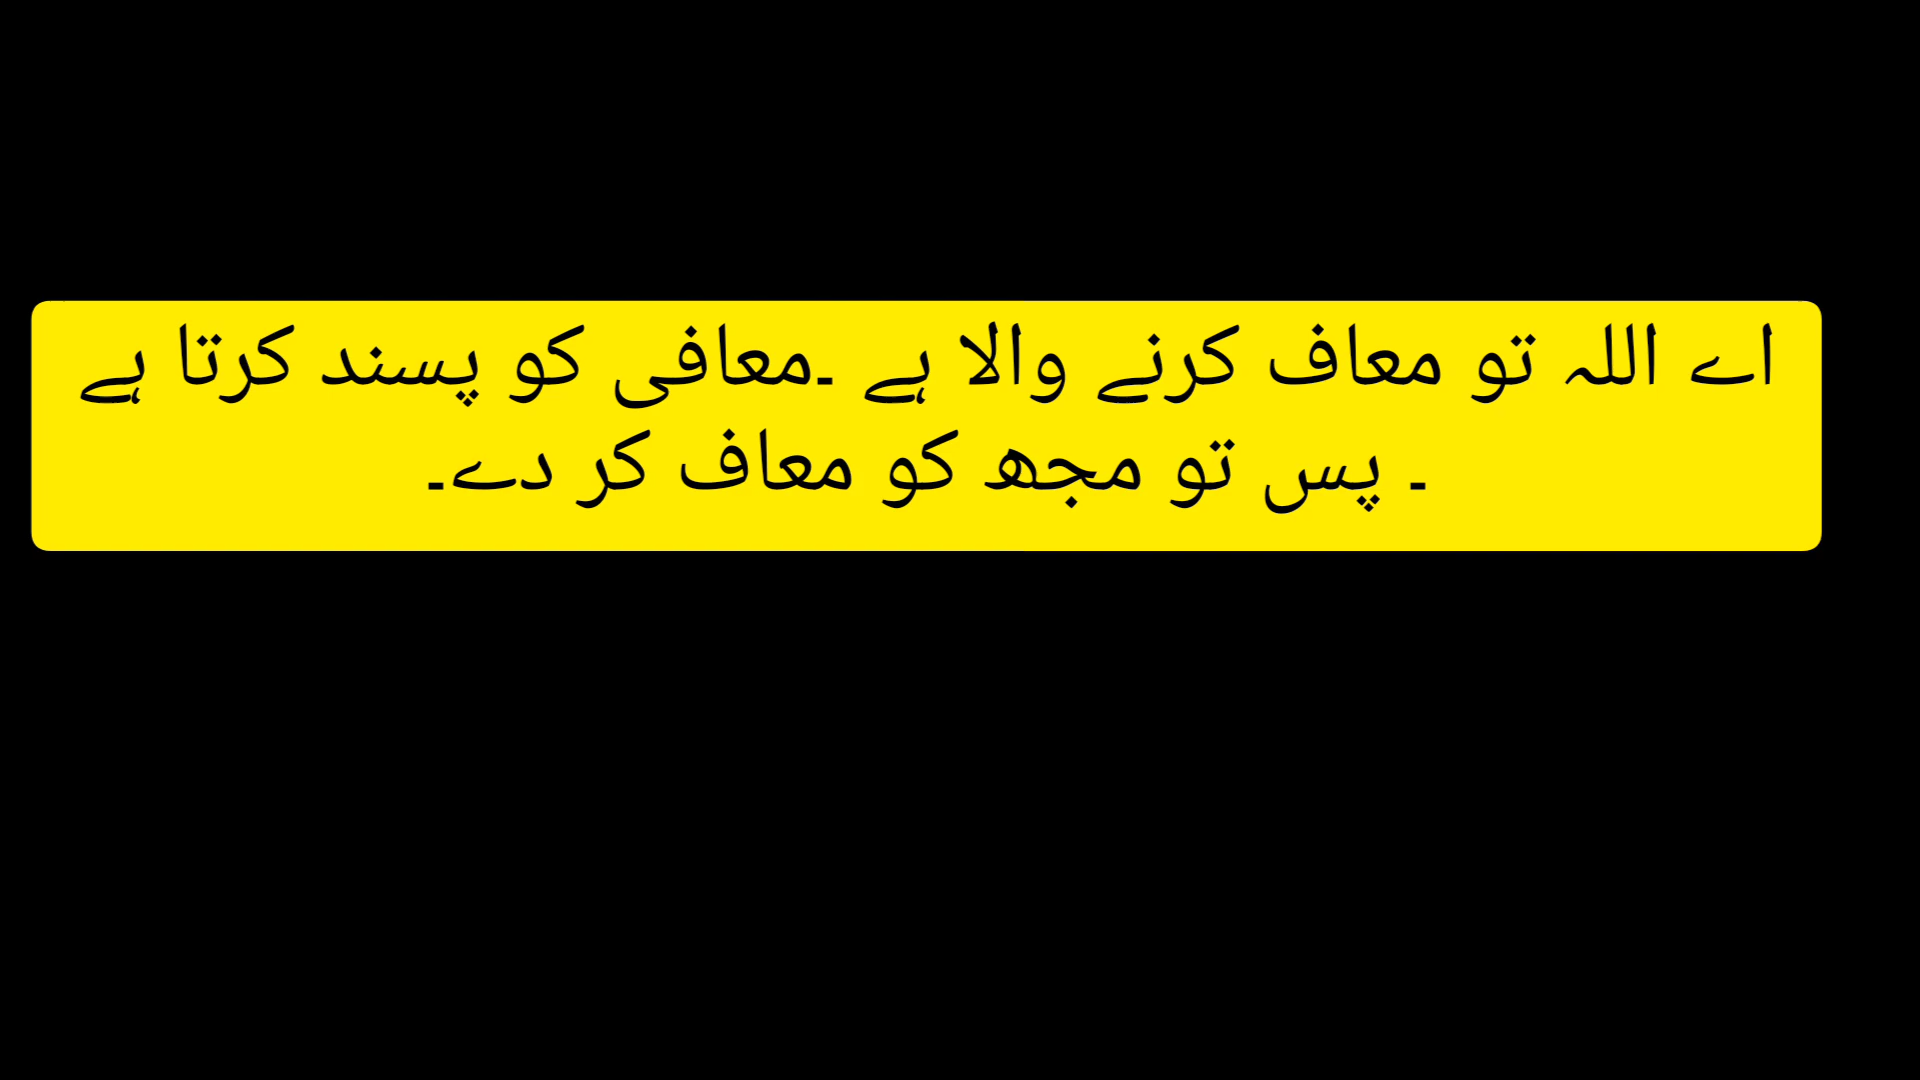 اے اللہ تو معاف کرنے والا ہے ۔معافی کو پسند کرتا ہے
۔ پس تو مجھ کو معاف کر دے۔